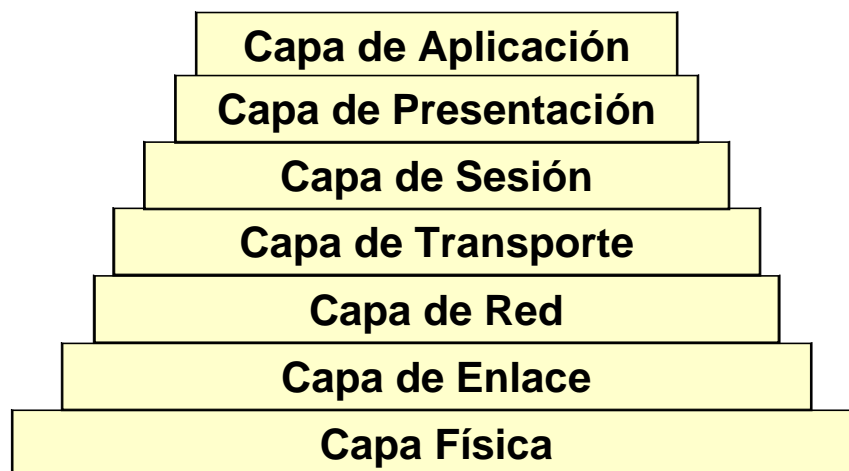 Capa de Aplicación
Capa de Presentación
Capa de Sesión
Capa de Transporte
Capa de Red
Capa de Enlace
Capa Física